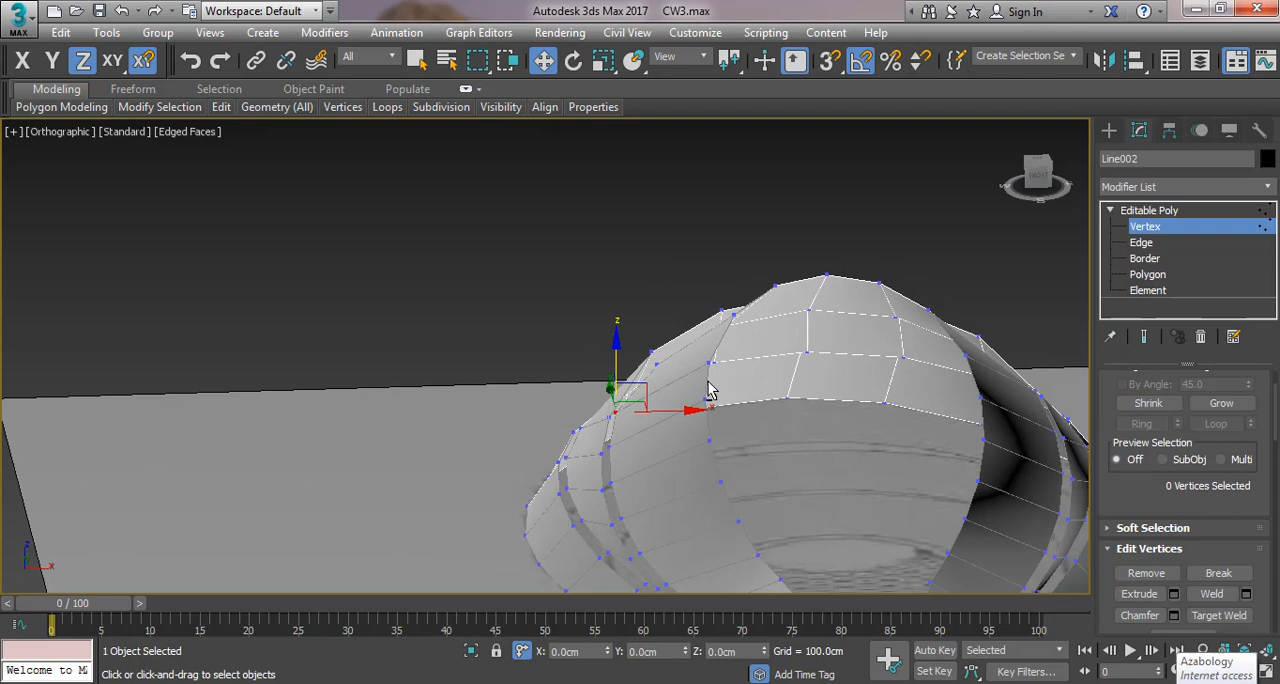 Workspace: Default
Autodesk 3ds Max 2017 CW3.max
Sign In
3
MAX
Edit Tools Group Views Create Modifiers Animation Graph Editors Rendering Civil View Customize Scripting Content Help
X Y Z XY X? All View 3 Create Selection Se
Modeling Freeform Selection Object Paint Populate
Polygon Modeling Modify Selection Edit Geometry (All) Vertices Loops Subdivision Visibility Align Properties
[+] [Orthographic] [Standard] [Edged Faces]
FRONT
z
x
Line002
Modifier List
Editable Poly
Vertex
Edge
Border
Polygon
Element
By Angle: 45.0
Shrink Grow
Ring Loop
Preview Selection
Off SubObj Multi
0 Vertices Selected
Soft Selection
Edit Vertices
Remove Break
Extrude Weld
Chamfer Target Weld
0 / 100
0 5 10 15 20 25 30 35 40 45 50 55 60 65 70 75 80 85 90 95 100
1 Object Selected
X: 0.0cm Y: 0.0cm Z: 0.0cm Grid = 100.0cm
Auto Key Selected
Welcome to M
Click or click-and-drag to select objects
Add Time Tag
Set Key Key Filters...
0
Azabology
Internet access